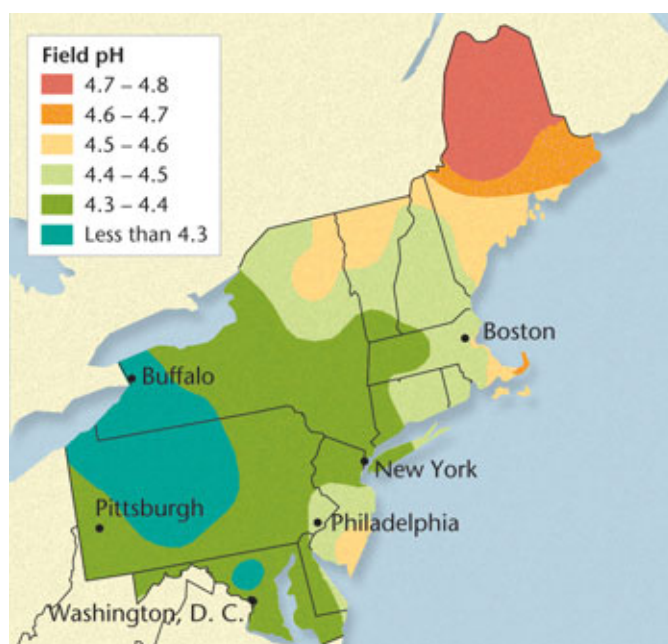 Field pH
4.7 – 4.8
4.6 – 4.7
4.5 – 4.6
4.4 – 4.5
4.3 – 4.4
Less than 4.3
Boston
Buffalo
New York
Pittsburgh
Philadelphia
Washington, D. C.